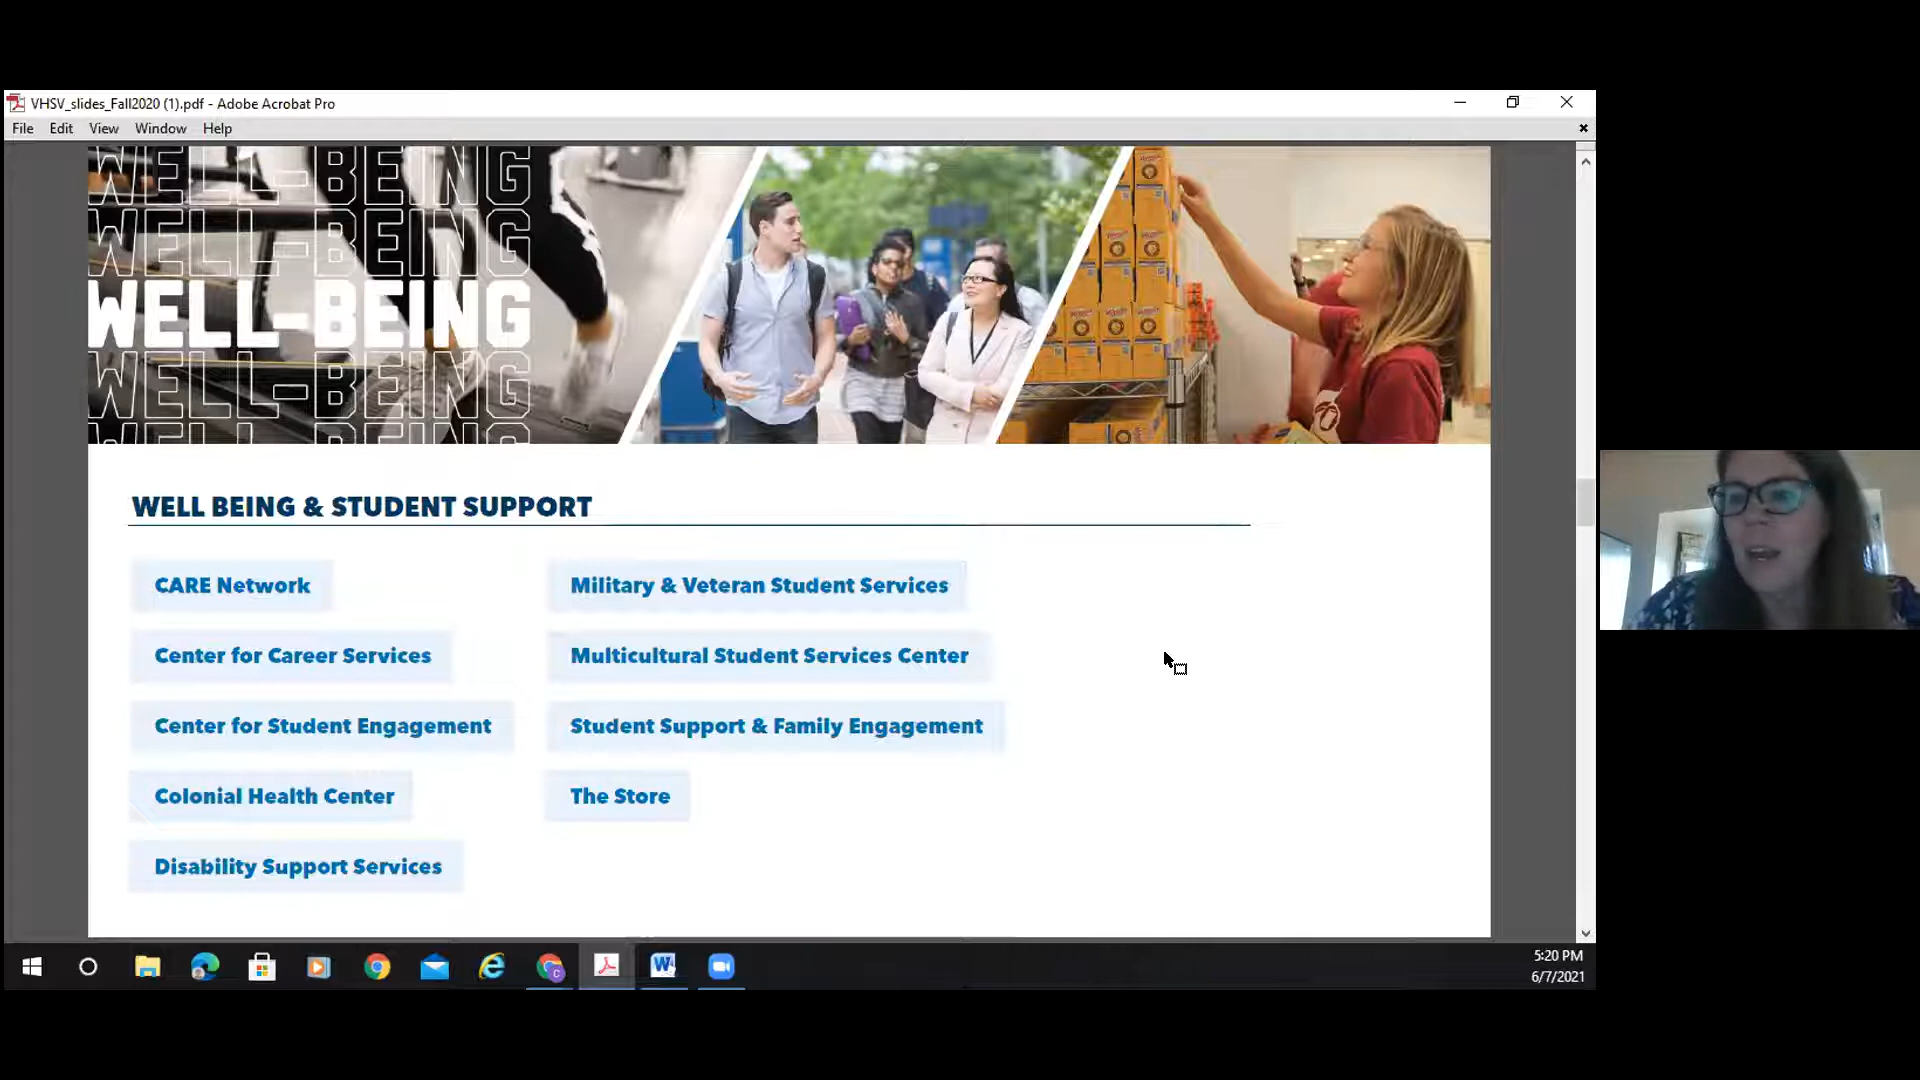 VHSV_slides_Fall2020 (1).pdf - Adobe Acrobat Pro
File Edit View Window Help
WELL-BEING
WELL-BEING
WELL-BEING
WELL-BEING
WELL-BEING
WELL BEING & STUDENT SUPPORT
CARE Network
Center for Career Services
Center for Student Engagement
Colonial Health Center
Disability Support Services
Military & Veteran Student Services
Multicultural Student Services Center
Student Support & Family Engagement
The Store
5:20 PM
6/7/2021